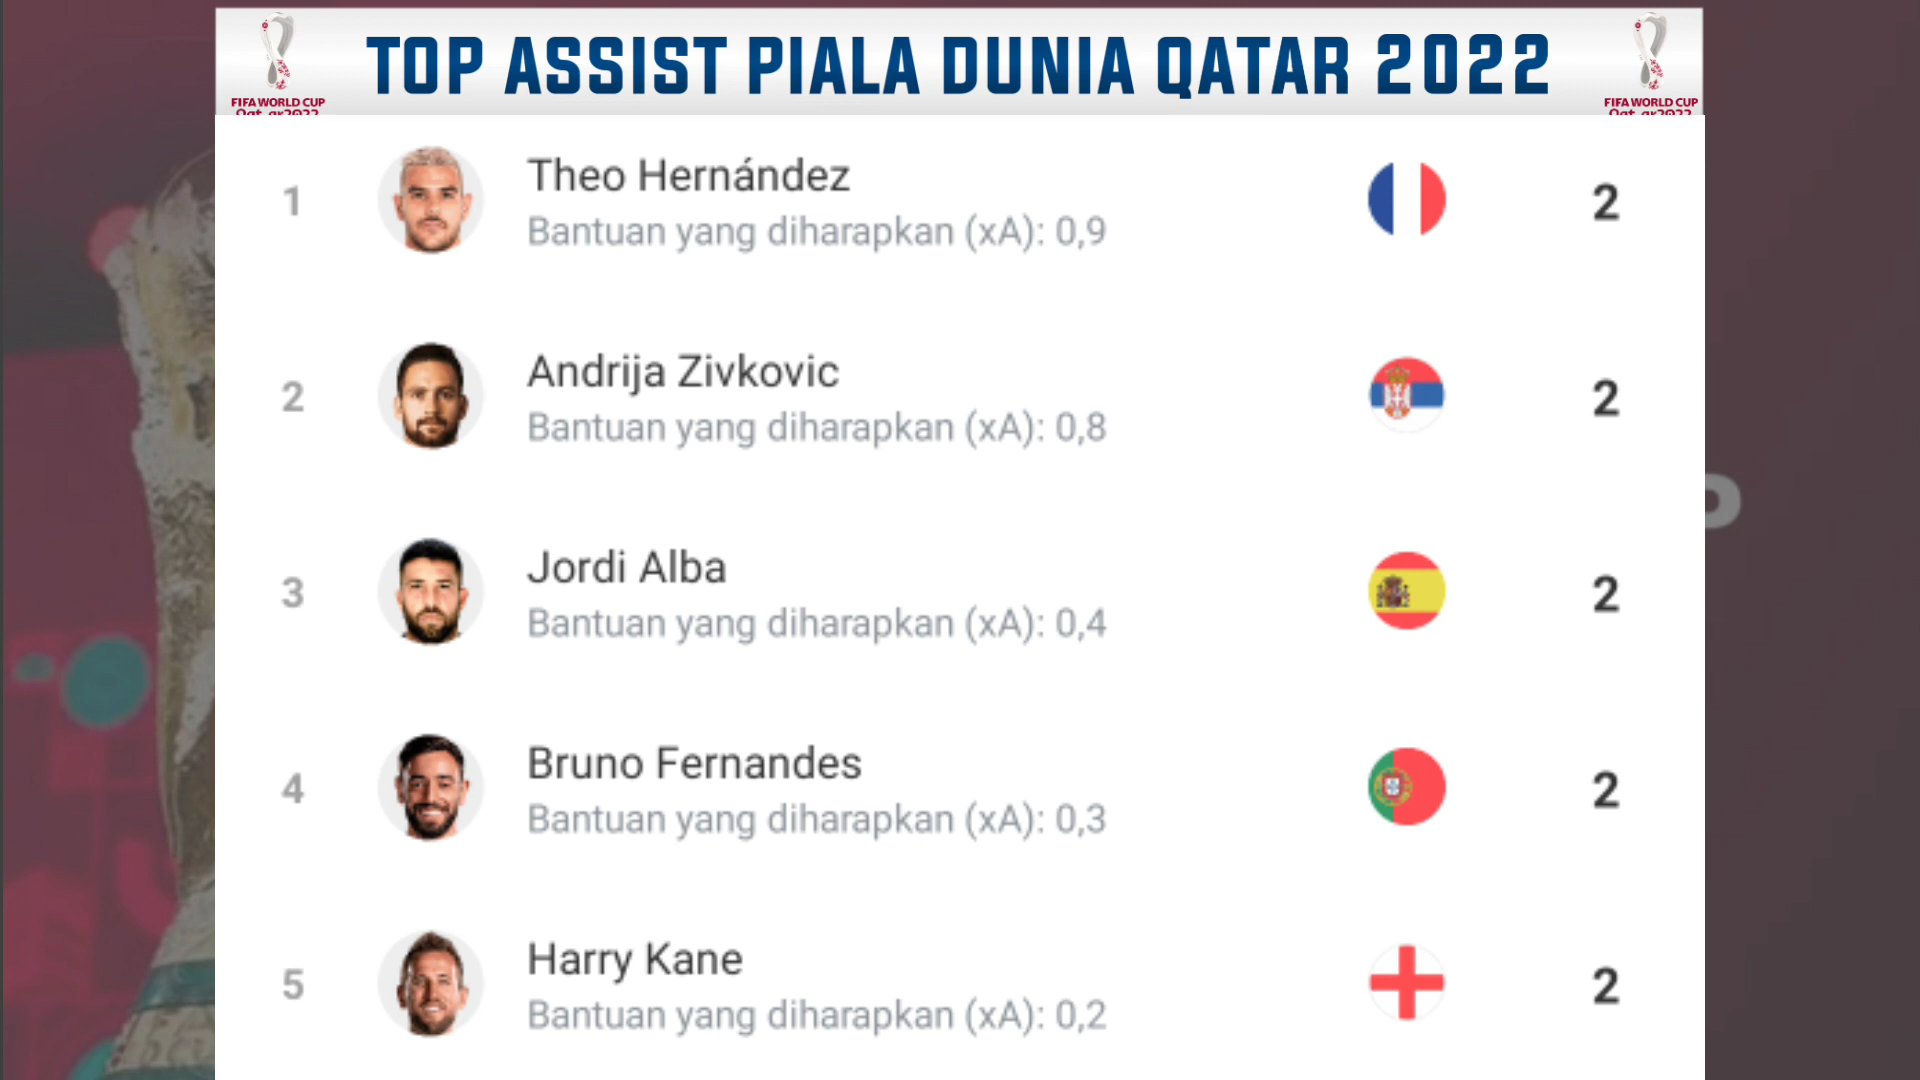 TOP ASSIST PIALA DUNIA QATAR 2022
FIFA WORLD CUP
Qatar2022
FIFA WORLD CUP
Qatar2022
1
Theo Hernández
Bantuan yang diharapkan (xA): 0,9
2
2
Andrija Zivkovic
Bantuan yang diharapkan (xA): 0,8
2
3
Jordi Alba
Bantuan yang diharapkan (xA): 0,4
2
4
Bruno Fernandes
Bantuan yang diharapkan (xA): 0,3
2
5
Harry Kane
Bantuan yang diharapkan (xA): 0,2
2